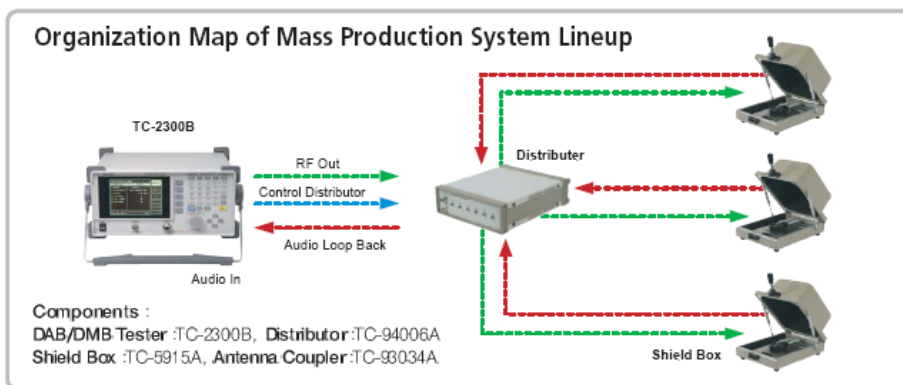 Organization Map of Mass Production System Lineup
TC-2300B
Distributer
RF Out
Control Distributor
Audio Loop Back
Audio In
Components :
DAB/DMB Tester :TC-2300B, Distributor:TC-94006A
Shield Box :TC-5915A, Antenna Coupler:TC-93034A
Shield Box